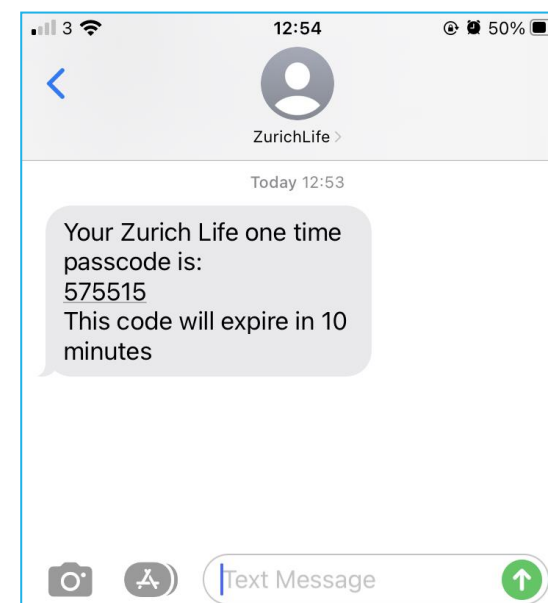 3 12:54 50%
ZurichLife
Today 12:53
Your Zurich Life one time
passcode is:
575515
This code will expire in 10
minutes
Text Message